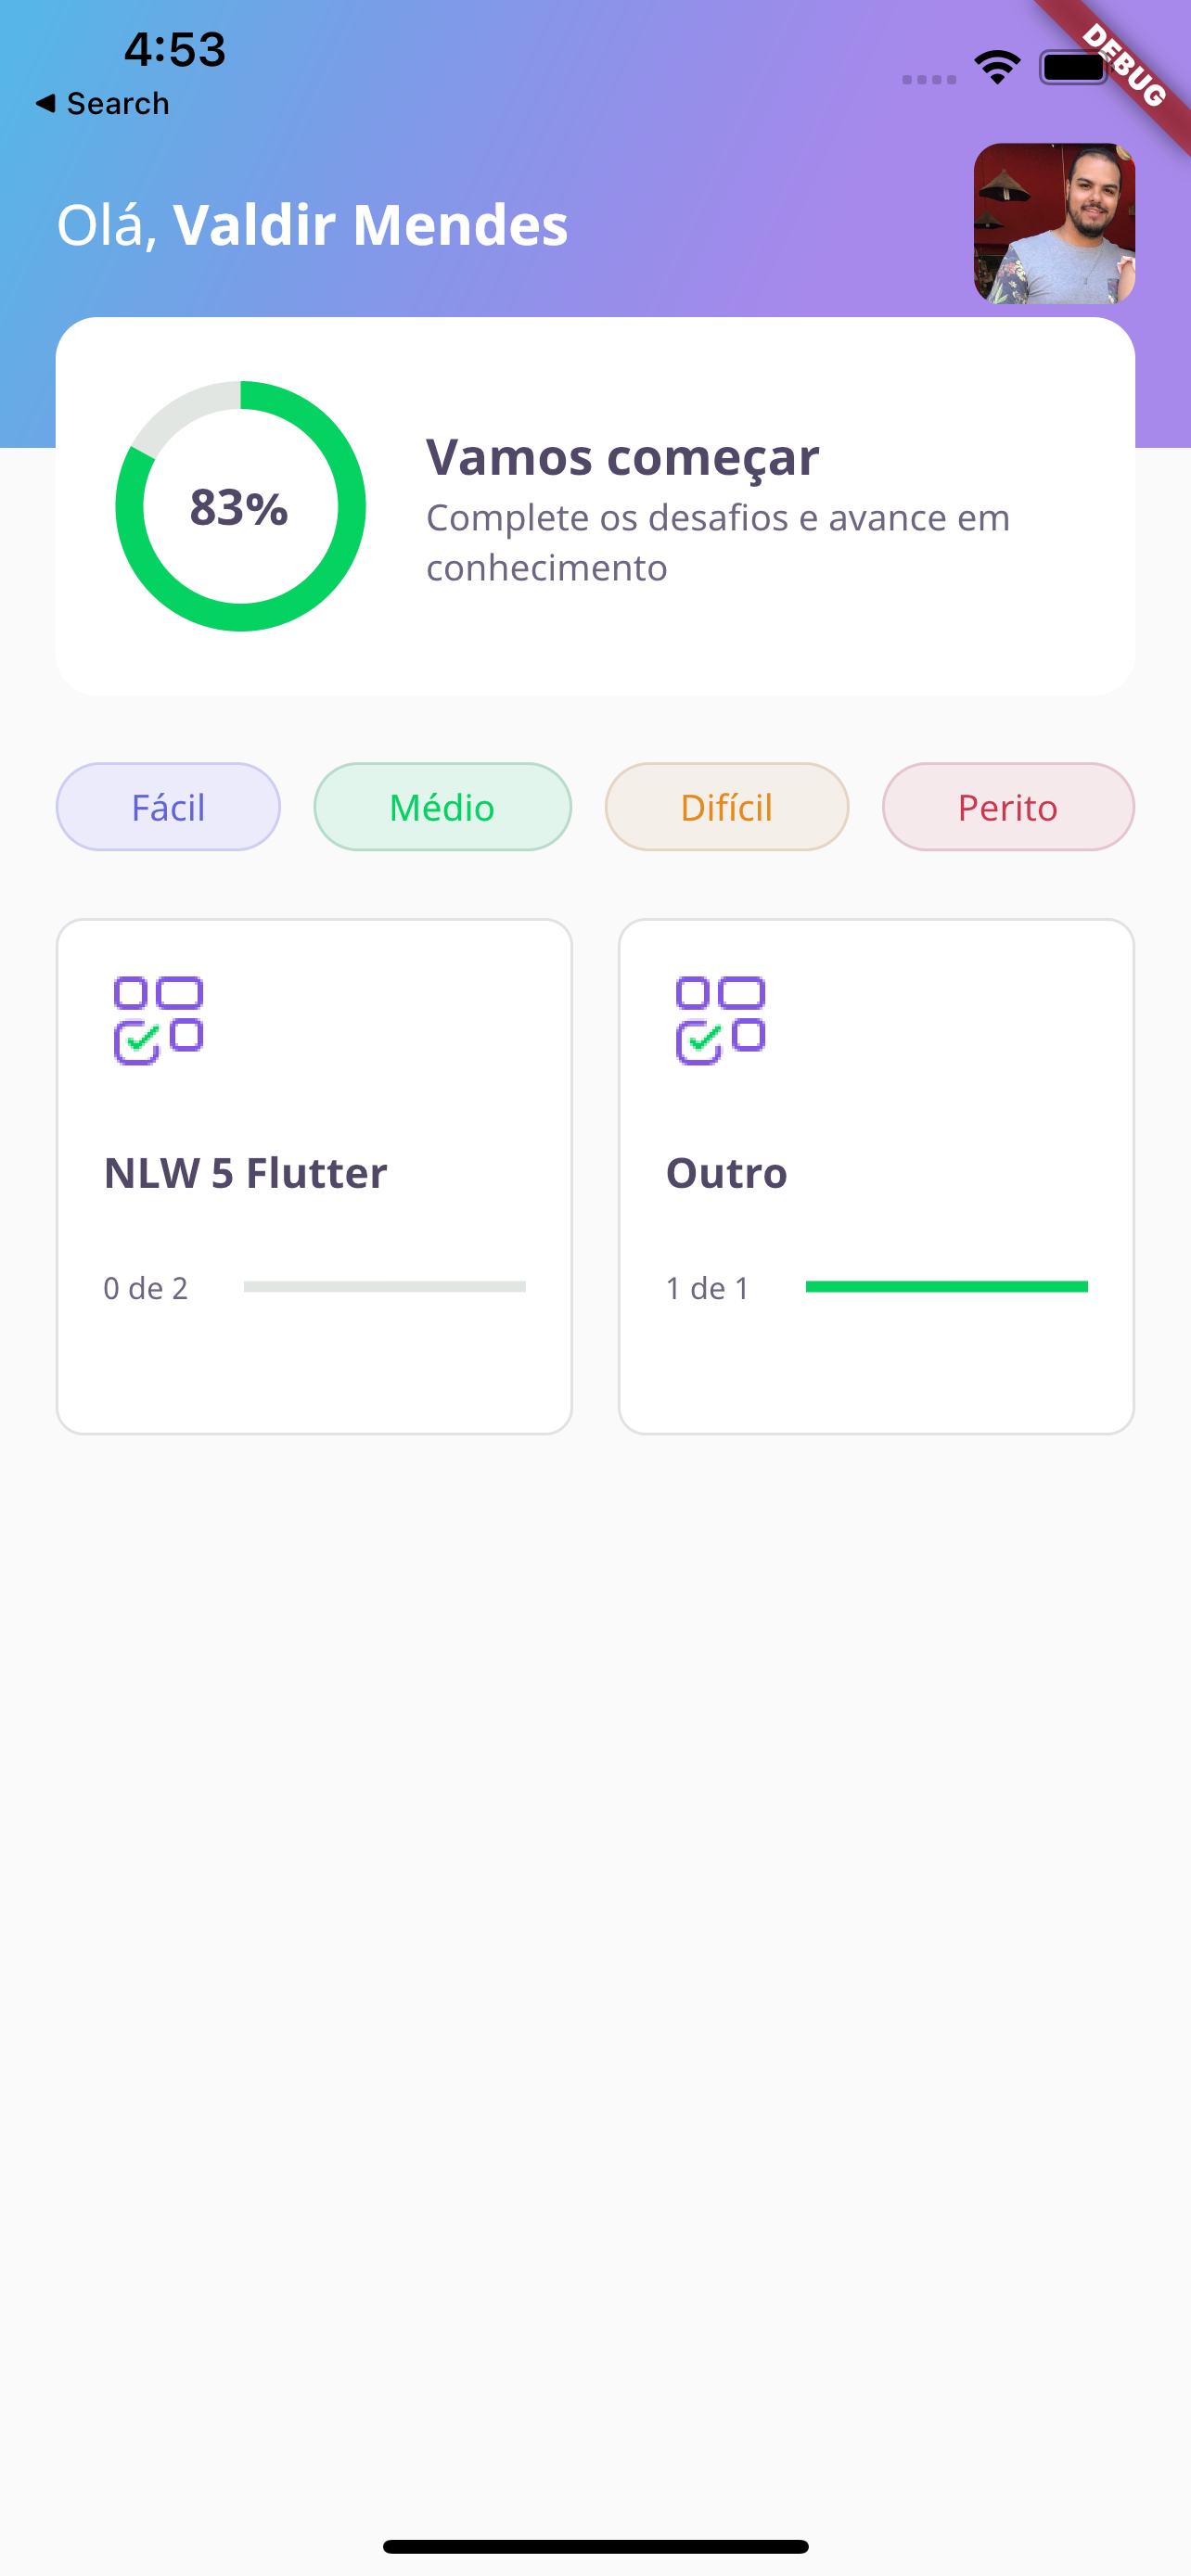 4:53
DEBUG
◀ Search
Olá, Valdir Mendes
83%
Vamos começar
Complete os desafios e avance em
conhecimento
Fácil
Médio
Difícil
Perito
NLW 5 Flutter
0 de 2
Outro
1 de 1